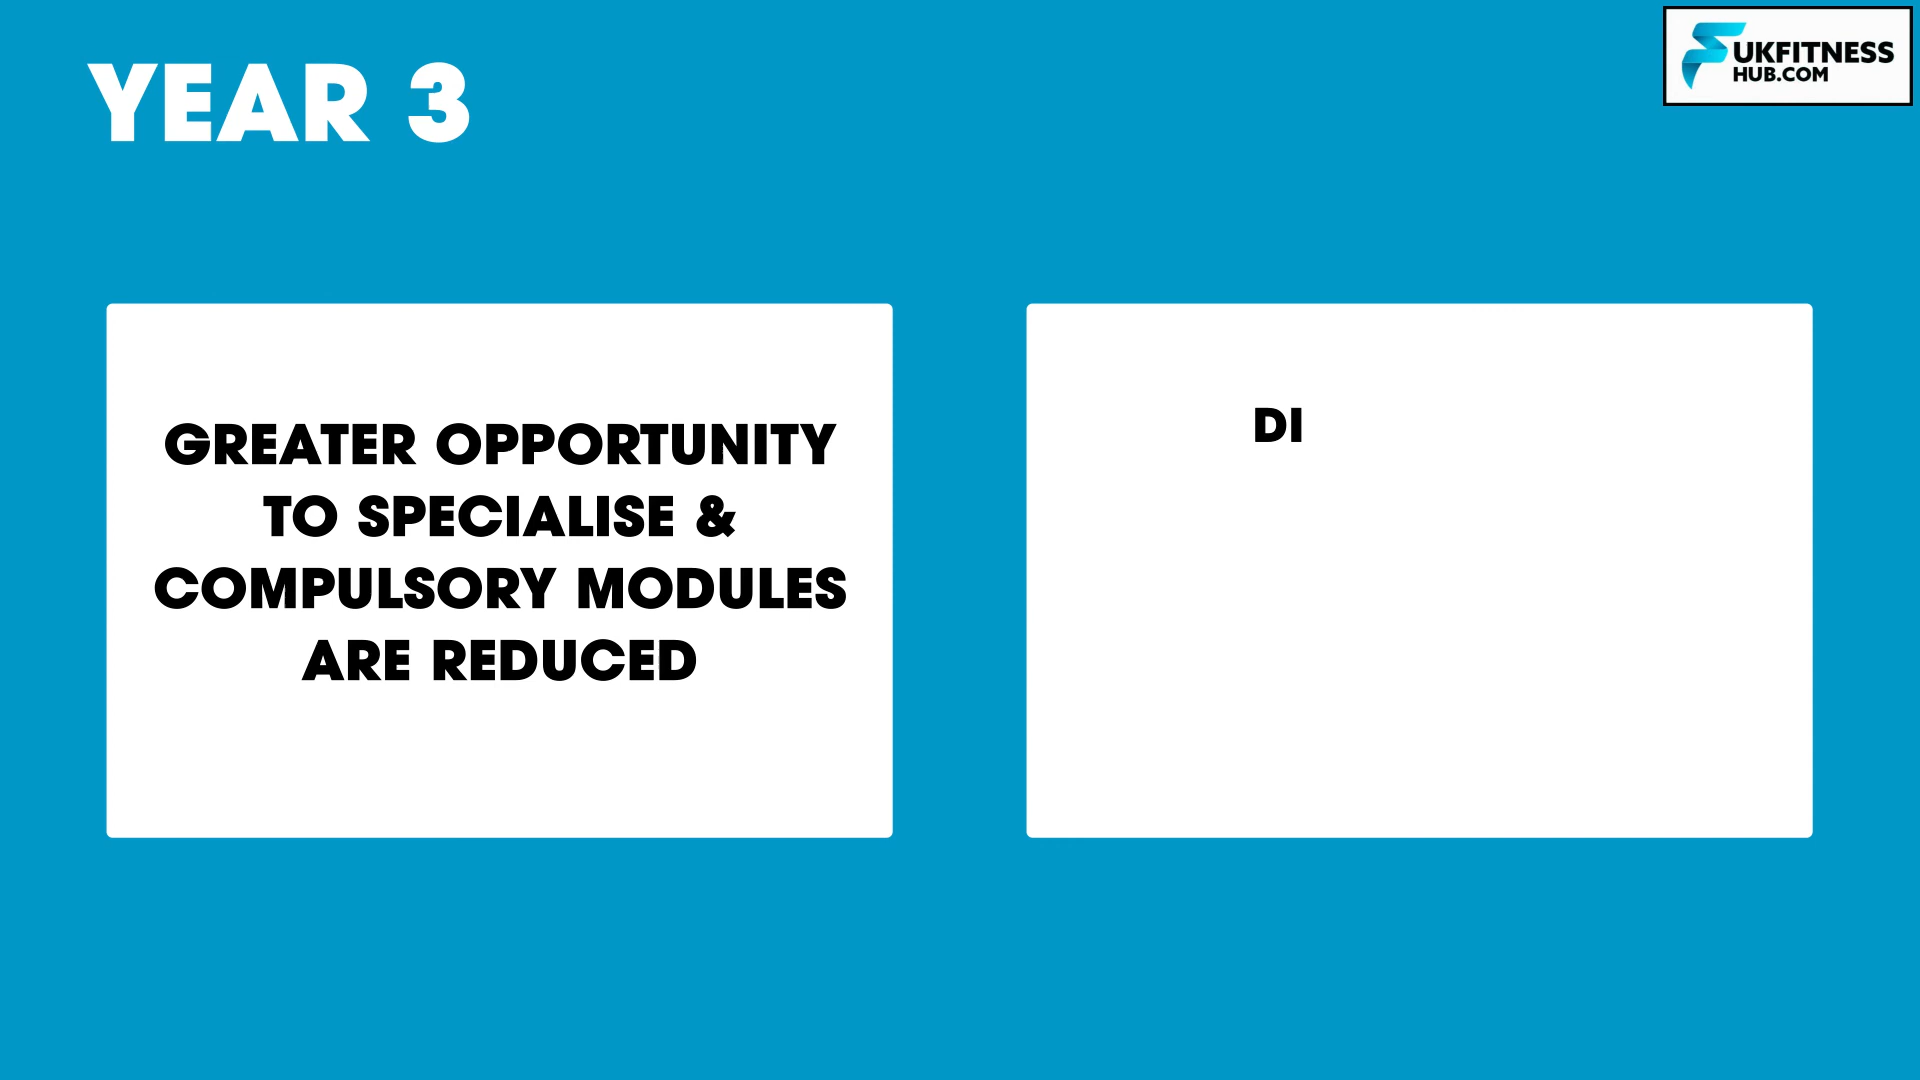 YEAR 3
UKFITNESS
HUB.COM
GREATER OPPORTUNITY
TO SPECIALISE &
COMPULSORY MODULES
ARE REDUCED
DI